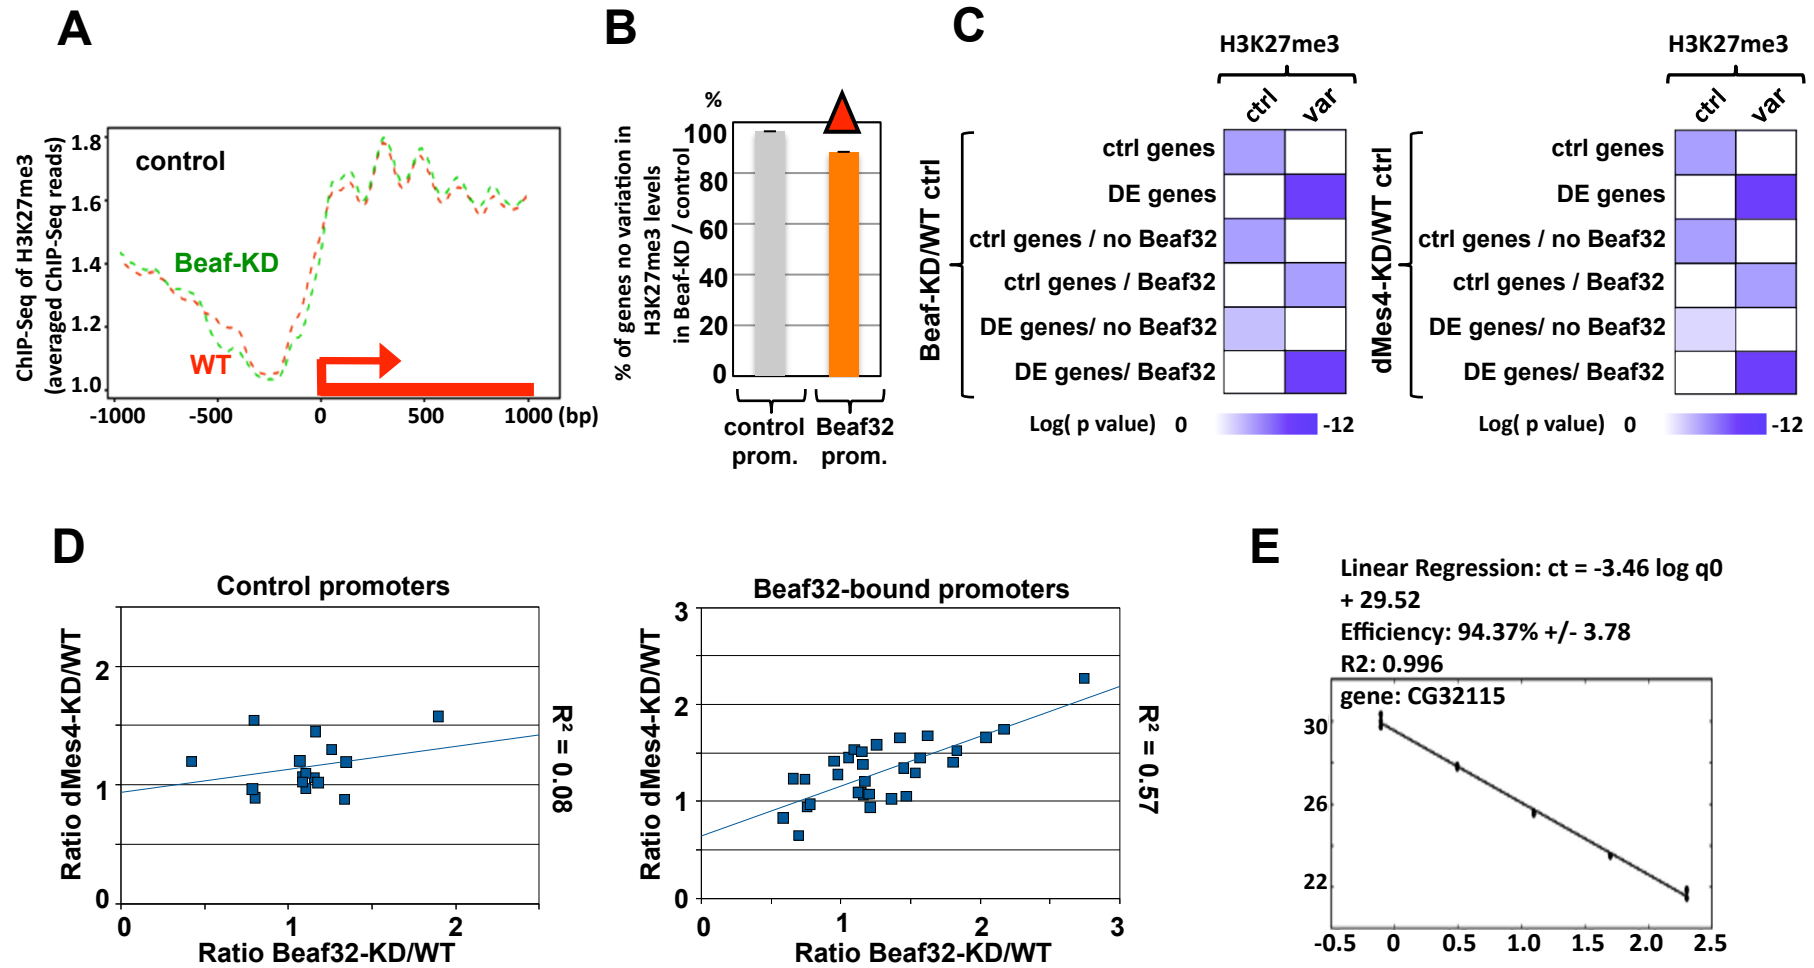 A
ChIP-Seq of H3K27me3
(averaged ChIP-Seq reads)
1.8
1.6
1.4
1.2
1.0
control
Beaf-KD
WT
-1000
-500
0
500
1000 (bp)
B
% of genes no variation in
H3K27me3 levels
in Beaf-KD / control
%
100
80
60
40
20
0
control
prom.
Beaf32
prom.
C
Beaf-KD/WT ctrl
H3K27me3
ctrl
var
ctrl genes
DE genes
ctrl genes / no Beaf32
ctrl genes / Beaf32
DE genes/ no Beaf32
DE genes/ Beaf32
Log( p value) 0
-12
dMes4-KD/WT ctrl
H3K27me3
ctrl
var
ctrl genes
DE genes
ctrl genes / no Beaf32
ctrl genes / Beaf32
DE genes/ no Beaf32
DE genes/ Beaf32
Log( p value) 0
-12
D
Control promoters
Ratio dMes4-KD/WT
2
1
0
0
1
2
Ratio Beaf32-KD/WT
R² = 0.08
Beaf32-bound promoters
Ratio dMes4-KD/WT
3
2
1
0
0
1
2
3
Ratio Beaf32-KD/WT
R² = 0.57
E
Linear Regression: ct = -3.46 log q0
+ 29.52
Efficiency: 94.37% +/- 3.78
R2: 0.996
gene: CG32115
30
26
22
-0.5
0
0.5
1.0
1.5
2.0
2.5